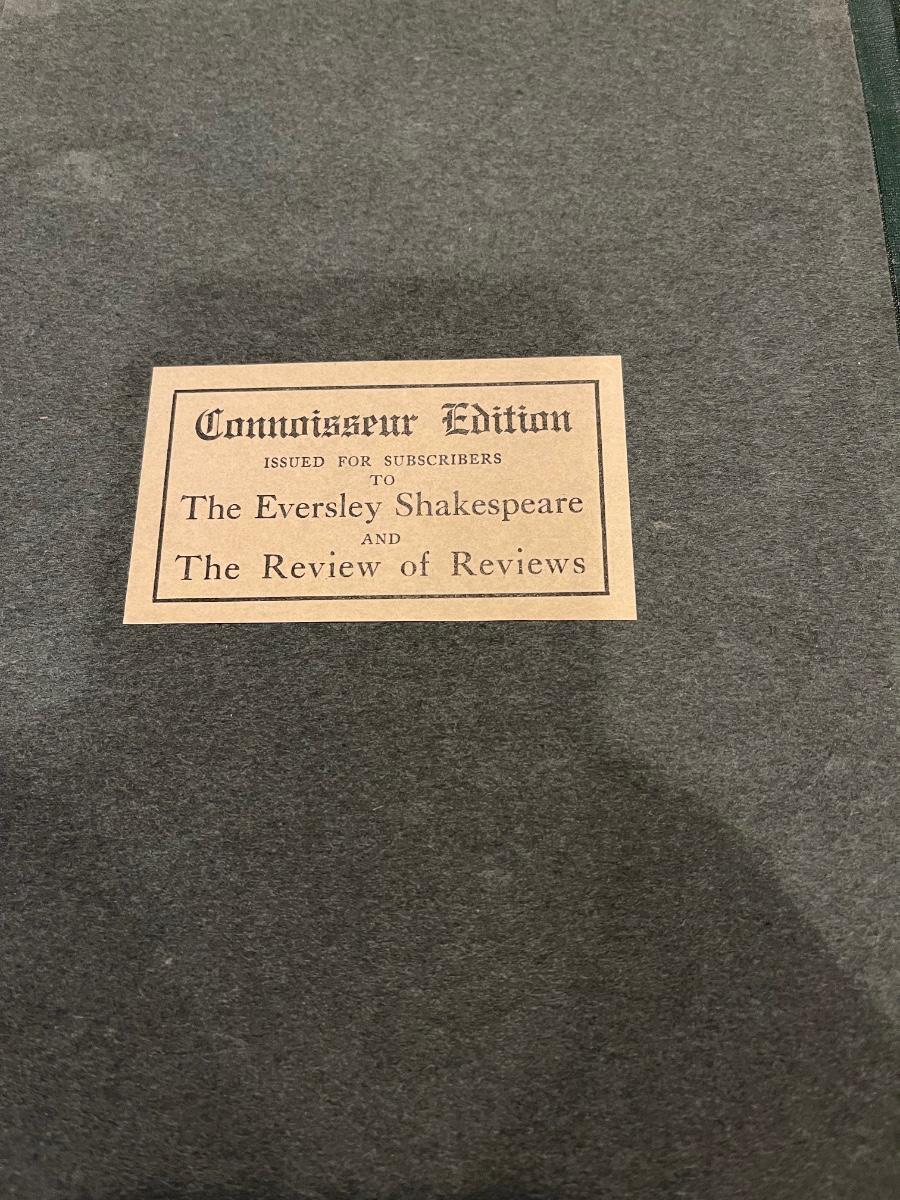 Connoisseur Edition
ISSUED FOR SUBSCRIBERS
TO
The Eversley Shakespeare
AND
The Review of Reviews